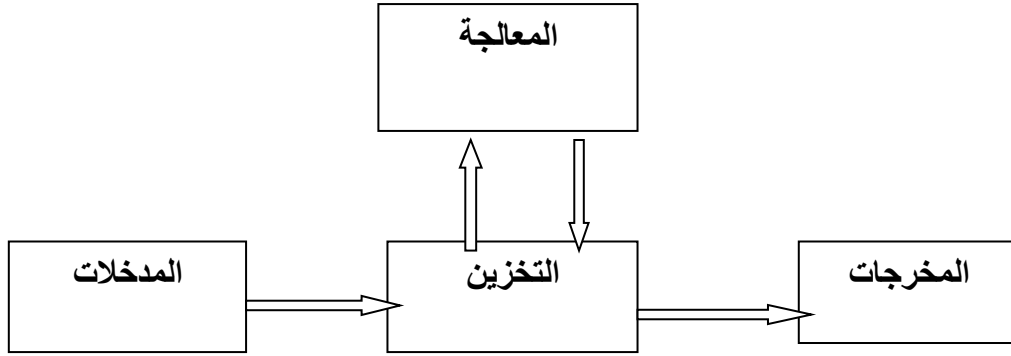 المعالجة
المدخلات
التخزين
المخرجات